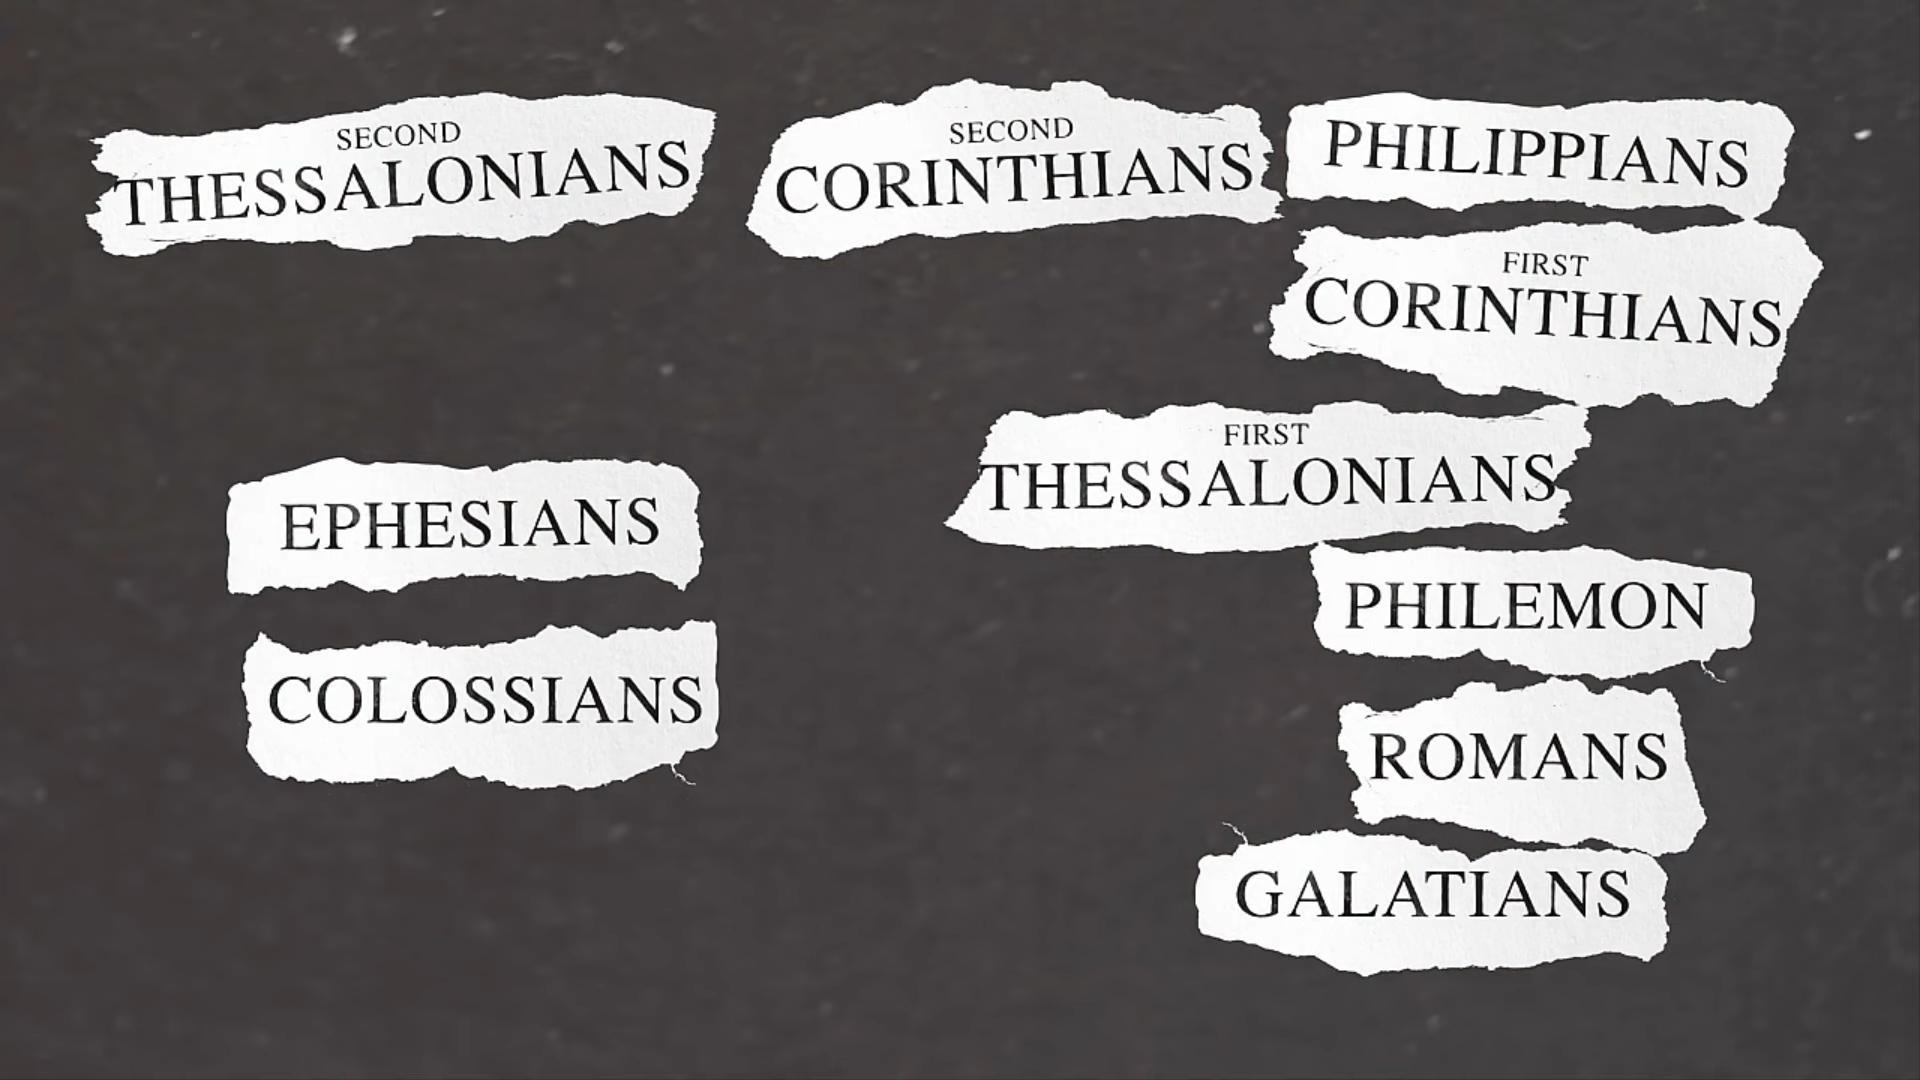 SECOND
THESSALONIANS
SECOND
CORINTHIANS
PHILIPPIANS
FIRST
CORINTHIANS
FIRST
THESSALONIANS
EPHESIANS
PHILEMON
COLOSSIANS
ROMANS
GALATIANS